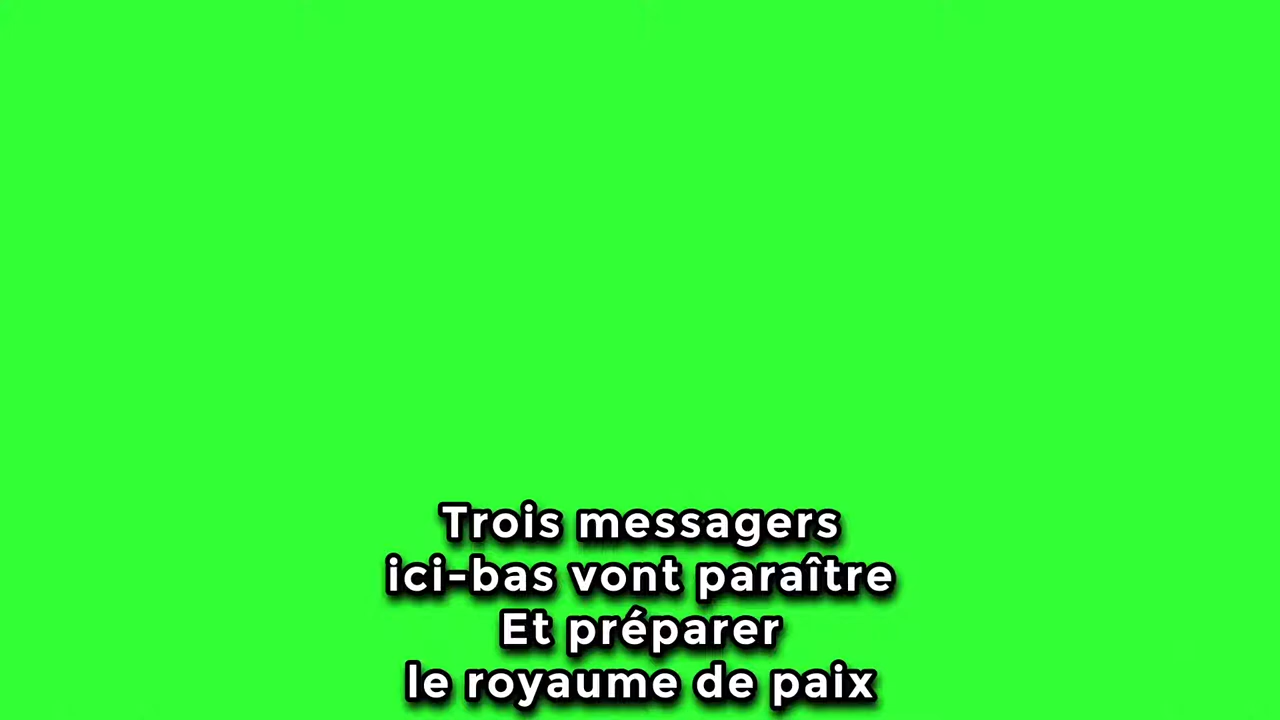 Trois messagers
ici-bas vont paraître
Et préparer
le royaume de paix